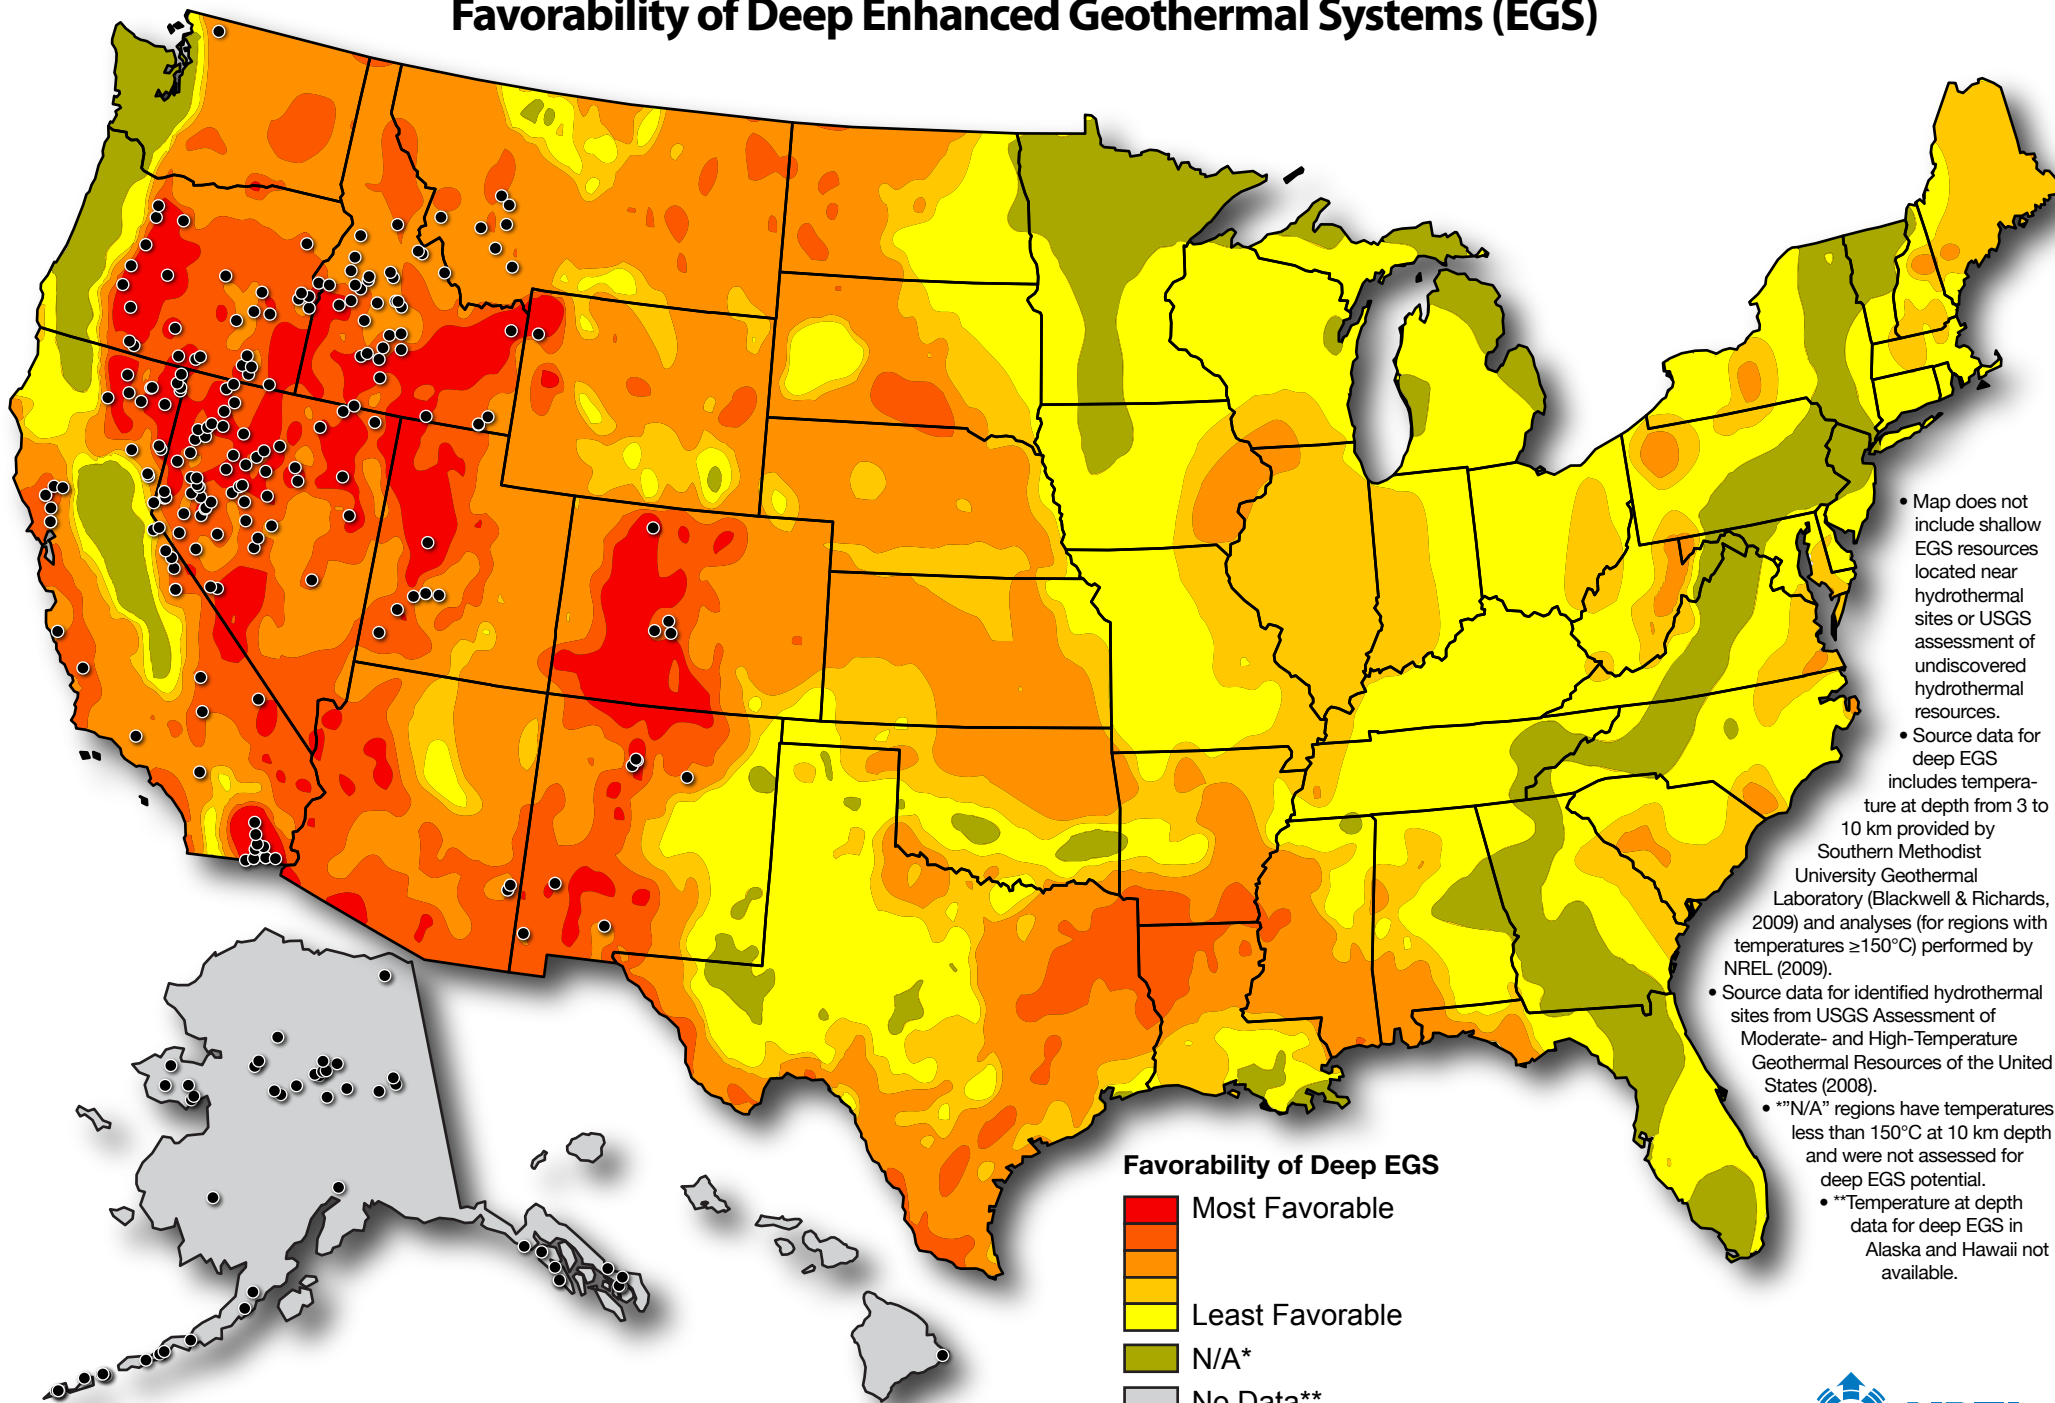 Favorability of Deep Enhanced Geothermal Systems (EGS)
• Map does not
include shallow
EGS resources
located near
hydrothermal
sites or USGS
assessment of
undiscovered
hydrothermal
resources.
• Source data for
deep EGS
includes tempera-
ture at depth from 3 to
10 km provided by
Southern Methodist
University Geothermal
Laboratory (Blackwell & Richards,
2009) and analyses (for regions with
temperatures ≥150°C) performed by
NREL (2009).
• Source data for identified hydrothermal
sites from USGS Assessment of
Moderate- and High-Temperature
Geothermal Resources of the United
States (2008).
• *"N/A" regions have temperatures
less than 150°C at 10 km depth
and were not assessed for
deep EGS potential.
• **Temperature at depth
data for deep EGS in
Alaska and Hawaii not
available.
Favorability of Deep EGS
Most Favorable
Least Favorable
N/A*
No Data**